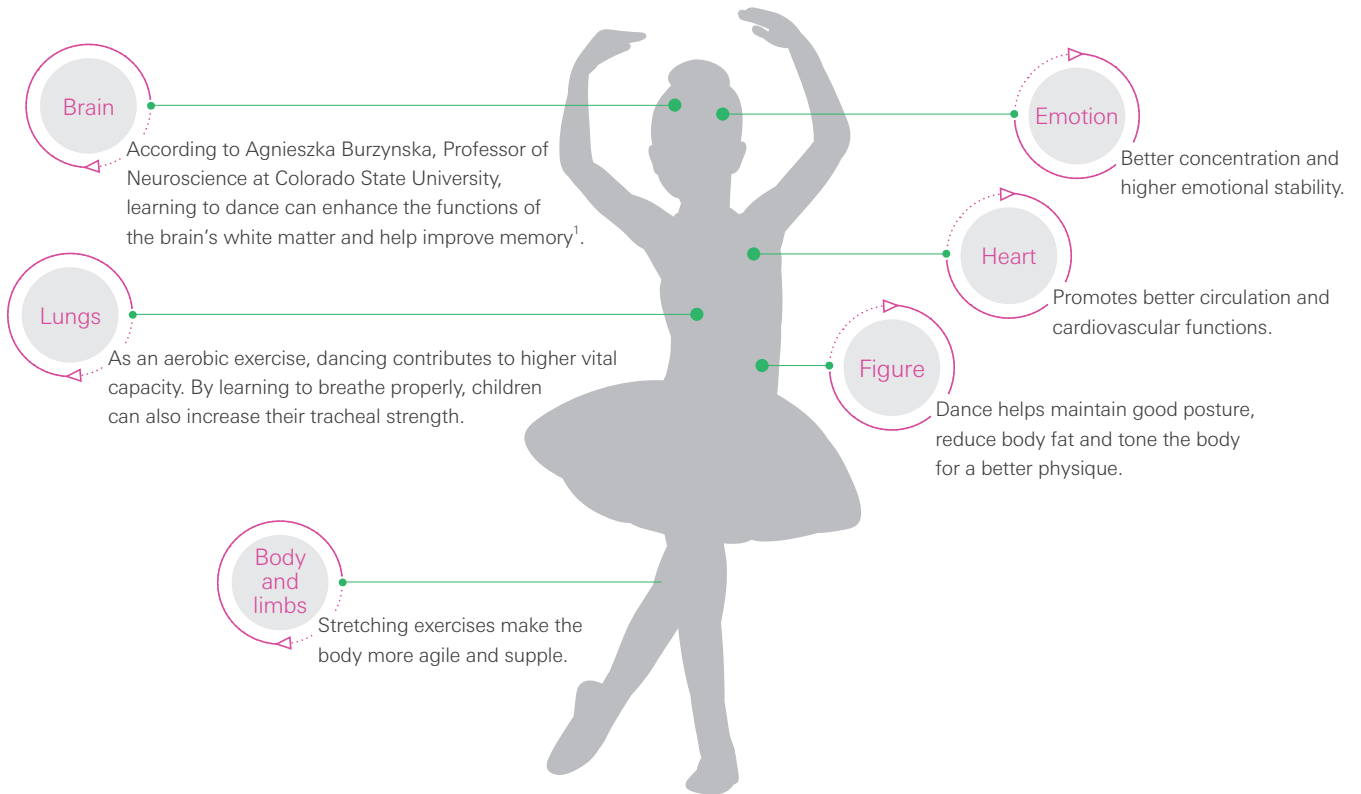 Brain
According to Agnieszka Burzynska, Professor of
Neuroscience at Colorado State University,
learning to dance can enhance the functions of
the brain’s white matter and help improve memory¹.
Lungs
As an aerobic exercise, dancing contributes to higher vital
capacity. By learning to breathe properly, children
can also increase their tracheal strength.
Body
and
limbs
Stretching exercises make the
body more agile and supple.
Emotion
Better concentration and
higher emotional stability.
Heart
Promotes better circulation and
cardiovascular functions.
Figure
Dance helps maintain good posture,
reduce body fat and tone the body
for a better physique.